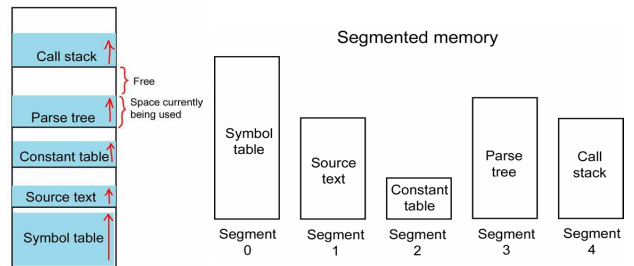 Call stack
Free
Space currently
being used
Parse tree
Constant table
Source text
Symbol table
Segmented memory
Symbol
table
Source
text
Constant
table
Parse
tree
Call
stack
Segment
0
Segment
1
Segment
2
Segment
3
Segment
4